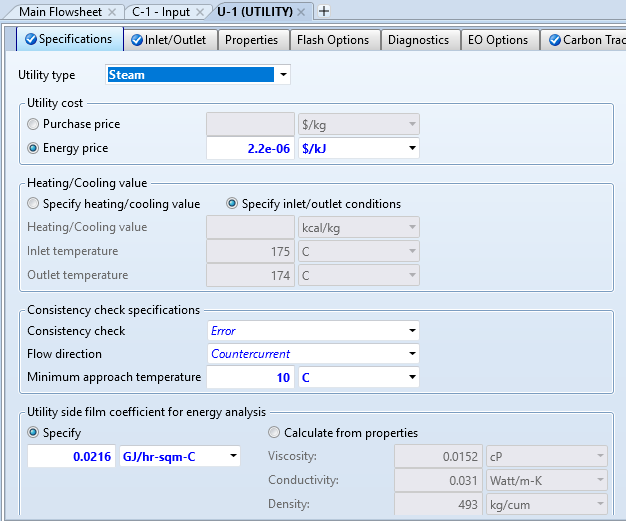 Main Flowsheet × C-1 - Input × U-1 (UTILITY) × +
Specifications Inlet/Outlet Properties Flash Options Diagnostics EO Options Carbon Trac
Utility type Steam
Utility cost
Purchase price $/kg
Energy price 2.2e-06 $/kJ
Heating/Cooling value
Specify heating/cooling value Specify inlet/outlet conditions
Heating/Cooling value kcal/kg
Inlet temperature 175 C
Outlet temperature 174 C
Consistency check specifications
Consistency check Error
Flow direction Countercurrent
Minimum approach temperature 10 C
Utility side film coefficient for energy analysis
Specify Calculate from properties
0.0216 GJ/hr-sqm-C Viscosity: 0.0152 cP
Conductivity: 0.031 Watt/m-K
Density: 493 kg/cum